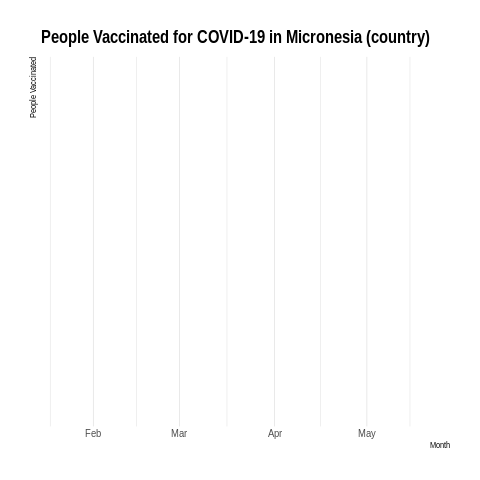 People Vaccinated for COVID-19 in Micronesia (country)
People Vaccinated
Feb Mar Apr May
Month